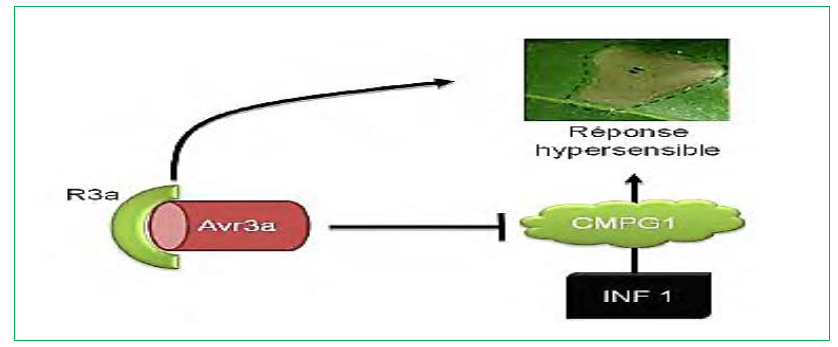 Réponse
hypersensible
R3a
Avr3a
CMPG1
INF 1